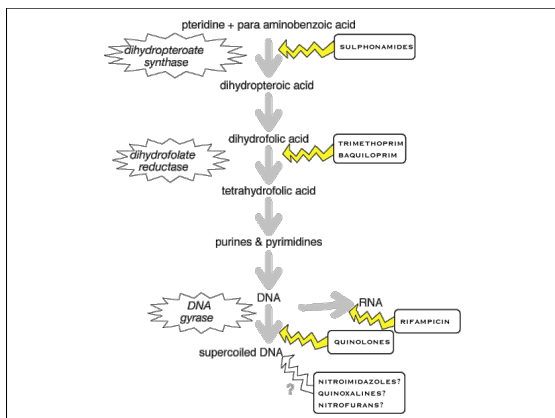 pteridine + para aminobenzoic acid
dihydropteroate
synthase
SULPHONAMIDES
dihydropteroic acid
dihydrofolic acid
dihydrofolate
reductase
TRIMETHOPRIM
BAQUILOPRIM
tetrahydrofolic acid
purines & pyrimidines
DNA
gyrase
DNA
RNA
RIFAMPICIN
QUINOLONES
supercoiled DNA
?
NITROIMIDAZOLES?
QUINOXALINES?
NITROFURANS?